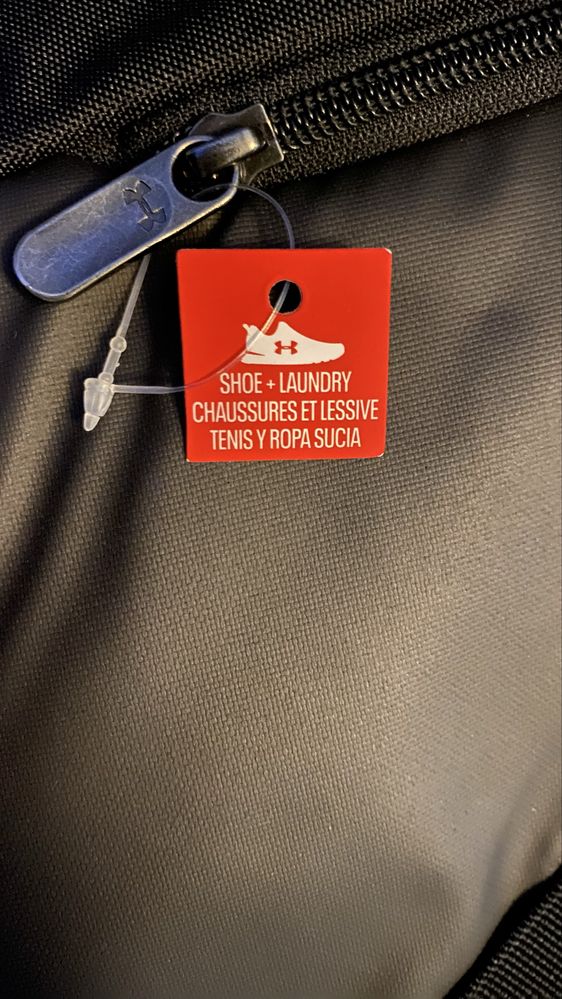 SHOE + LAUNDRY
CHAUSSURES ET LESSIVE
TENIS Y ROPA SUCIA